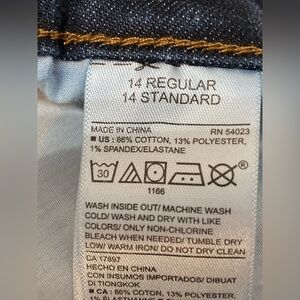 14 REGULAR
14 STANDARD
MADE IN CHINA RN 54023
■ US : 86% COTTON, 13% POLYESTER,
1% SPANDEX/ELASTANE
30
1166
WASH INSIDE OUT/ MACHINE WASH
COLD/ WASH AND DRY WITH LIKE
COLORS/ ONLY NON-CHLORINE
BLEACH WHEN NEEDED/ TUMBLE DRY
LOW/ WARM IRON/ DO NOT DRY CLEAN
CA 17897
HECHO EN CHINA
CON INSUMOS IMPORTADOS/ DIBUAT
DI TIONGKOK
■ CA : 86% COTTON, 13% POLYESTER,